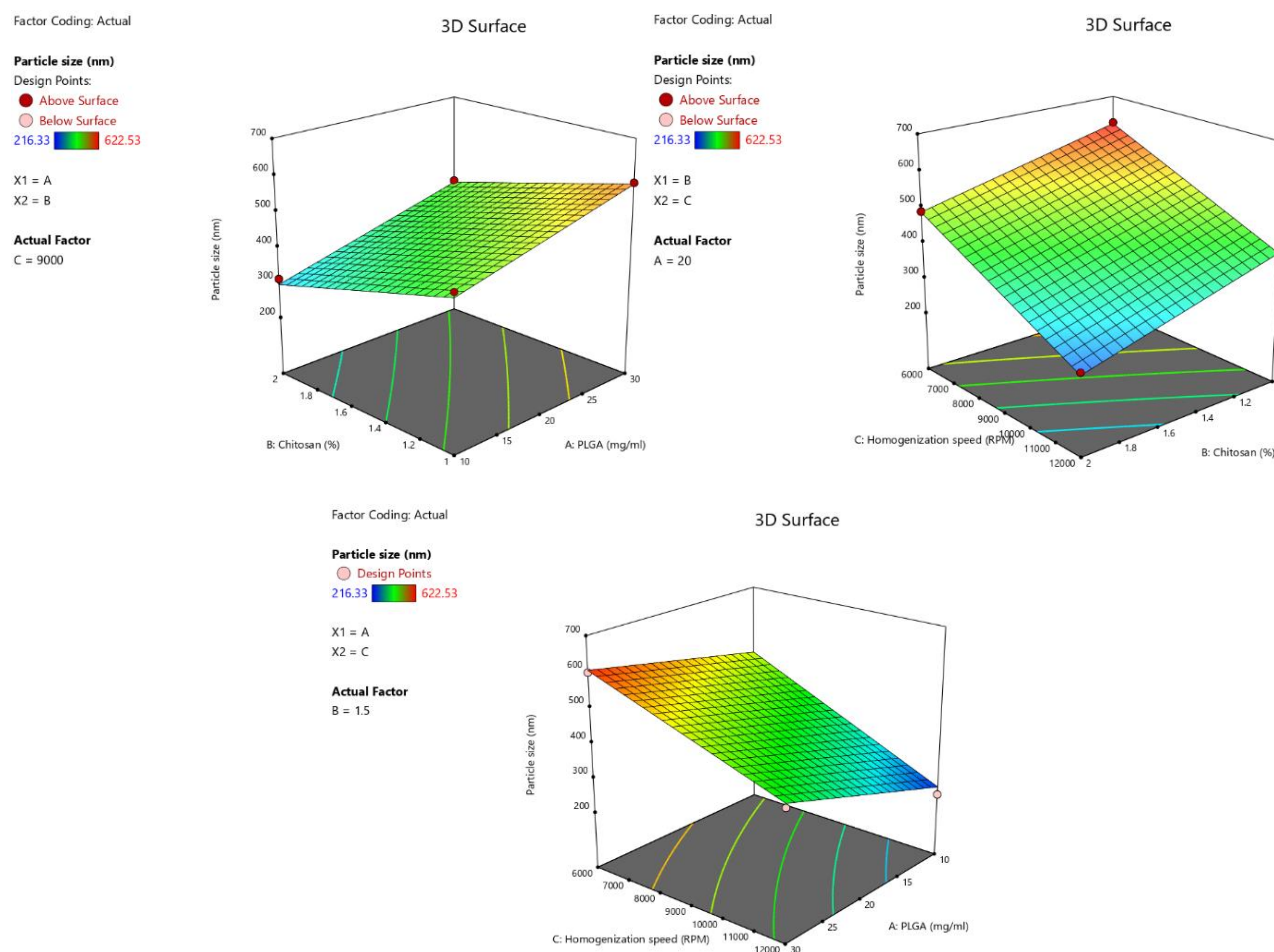 Factor Coding: Actual
3D Surface
Particle size (nm)
Design Points:
Above Surface
Below Surface
216.33 622.53
X1 = A
X2 = B
Actual Factor
C = 9000
Particle size (nm)
700
600
500
400
300
200
2
1.8
1.6
1.4
1.2
1
B: Chitosan (%)
10
15
20
25
30
A: PLGA (mg/ml)
Factor Coding: Actual
3D Surface
Particle size (nm)
Design Points:
Above Surface
Below Surface
216.33 622.53
X1 = B
X2 = C
Actual Factor
A = 20
Particle size (nm)
700
600
500
400
300
200
6000
7000
8000
9000
10000
11000
12000
C: Homogenization speed (RPM)
2
1.8
1.6
1.4
1.2
B: Chitosan (%)
Factor Coding: Actual
3D Surface
Particle size (nm)
Design Points
216.33 622.53
X1 = A
X2 = C
Actual Factor
B = 1.5
Particle size (nm)
700
600
500
400
300
200
6000
7000
8000
9000
10000
11000
12000
C: Homogenization speed (RPM)
30
25
20
15
10
A: PLGA (mg/ml)